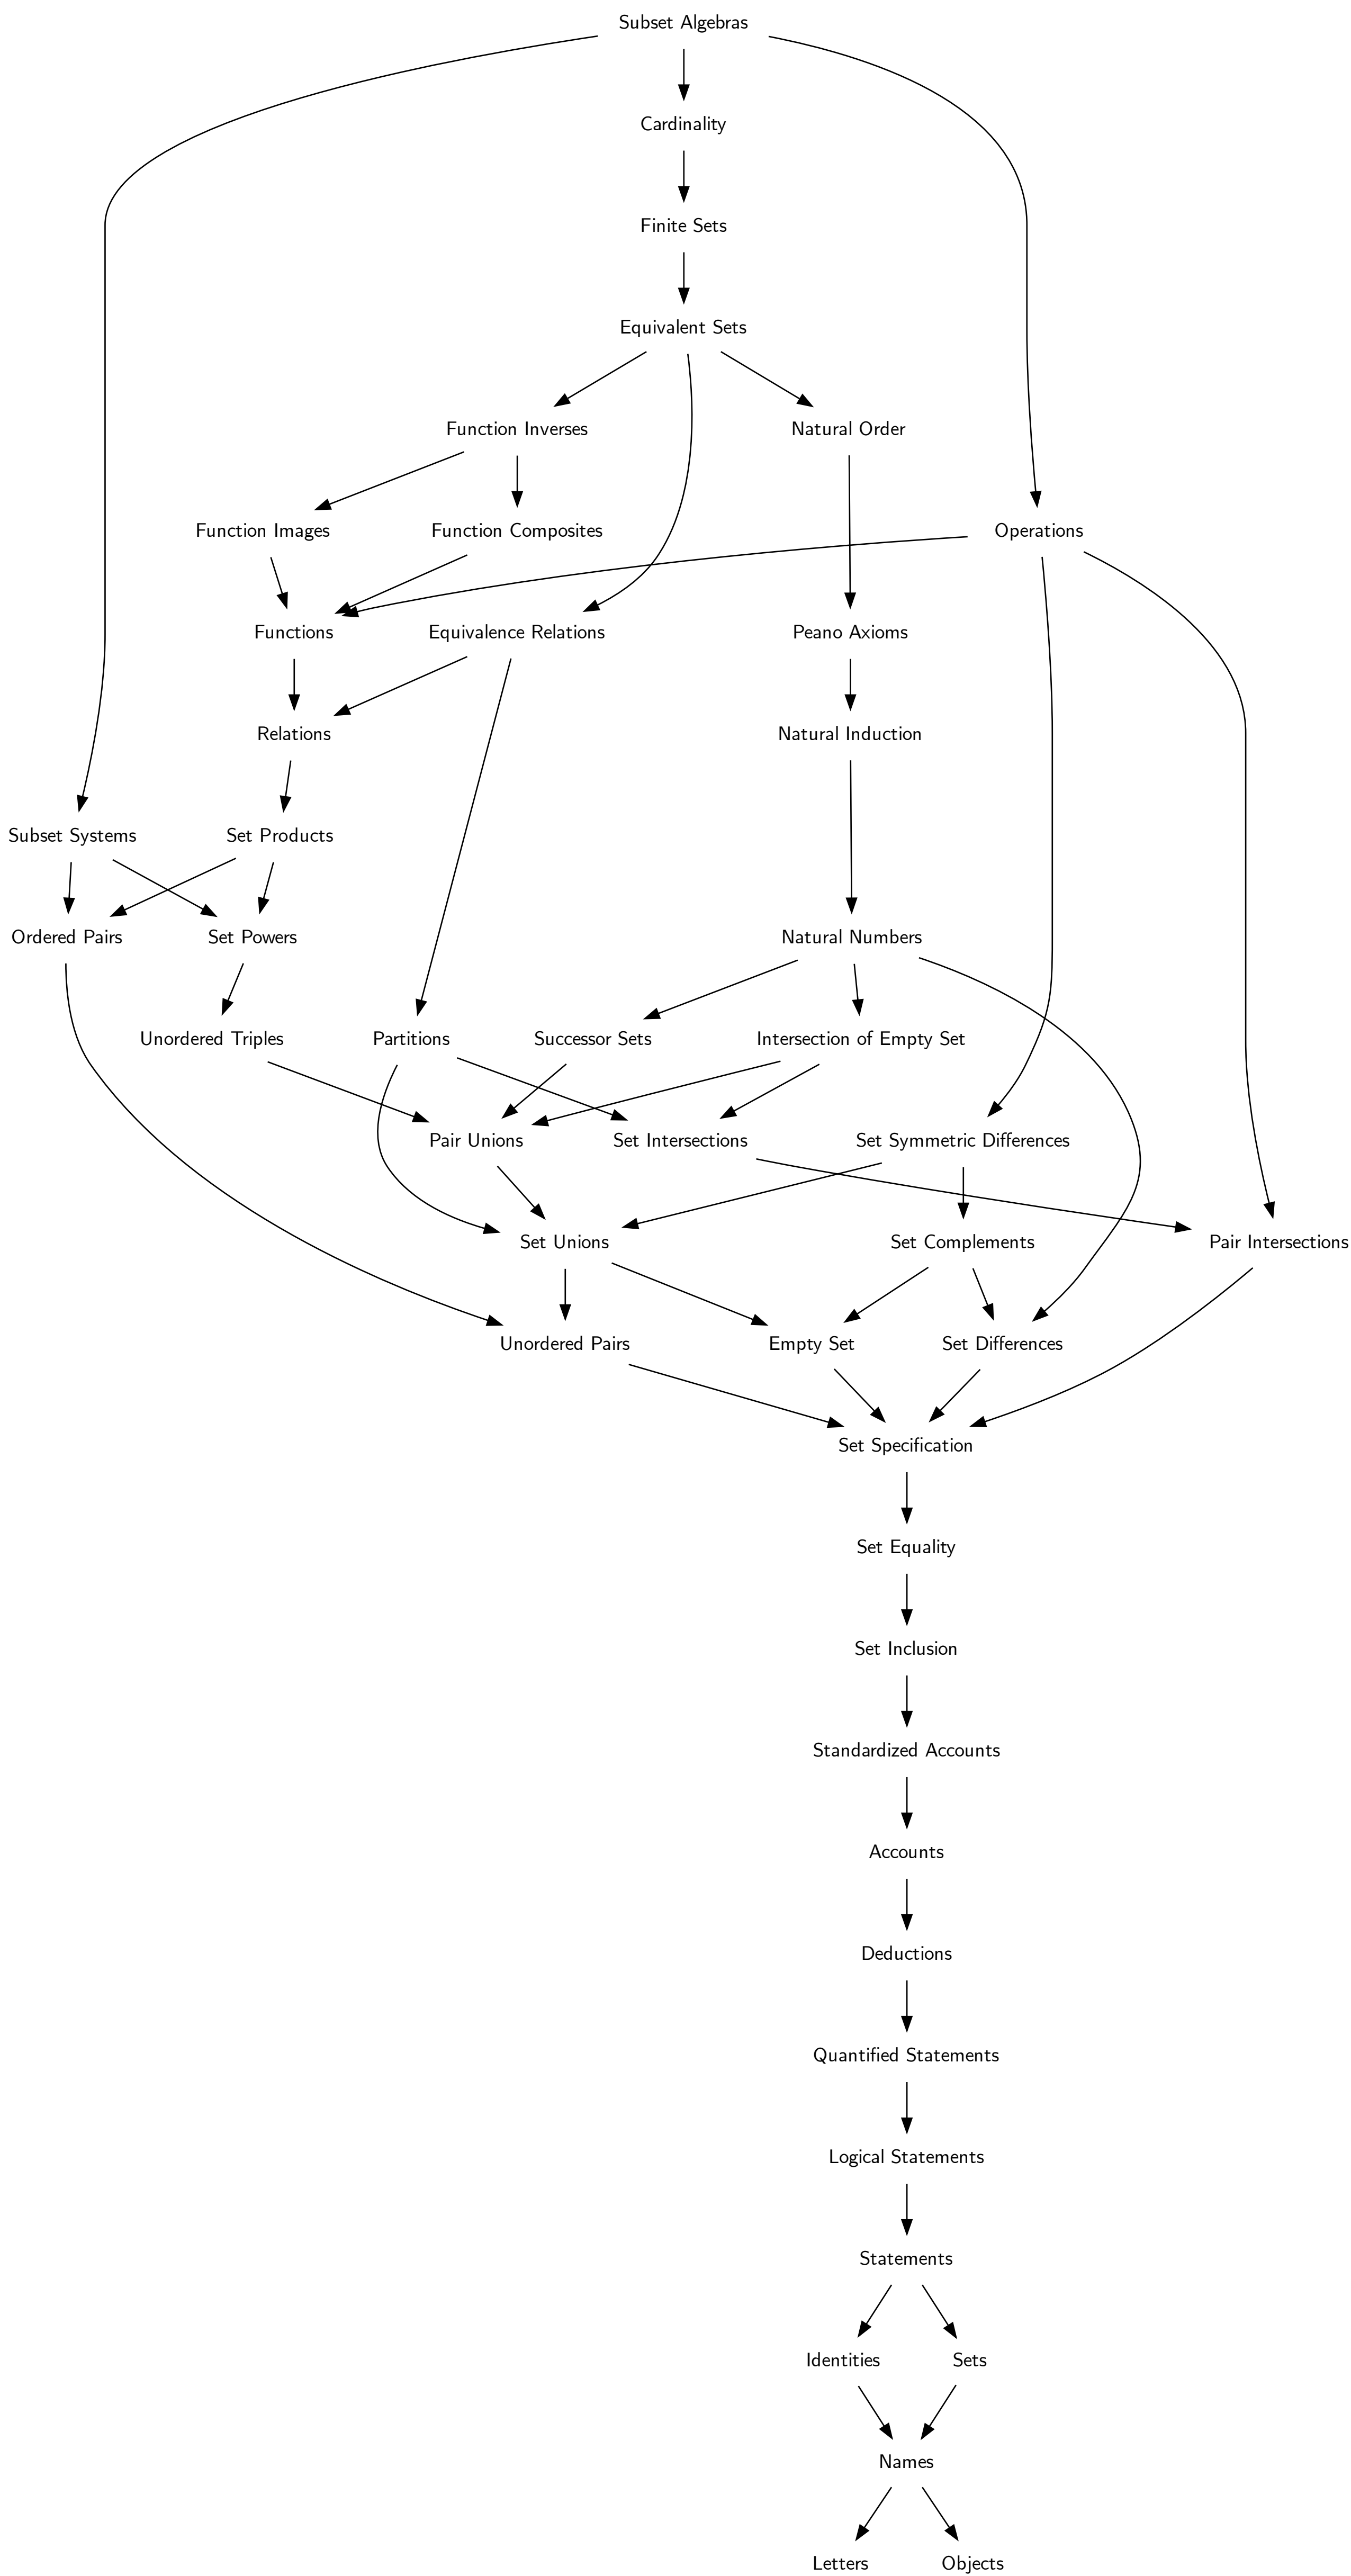 Subset Algebras
Cardinality
Finite Sets
Equivalent Sets
Function Inverses
Natural Order
Function Images
Function Composites
Operations
Functions
Equivalence Relations
Peano Axioms
Relations
Natural Induction
Subset Systems
Set Products
Ordered Pairs
Set Powers
Natural Numbers
Unordered Triples
Partitions
Successor Sets
Intersection of Empty Set
Pair Unions
Set Intersections
Set Symmetric Differences
Set Unions
Set Complements
Pair Intersections
Unordered Pairs
Empty Set
Set Differences
Set Specification
Set Equality
Set Inclusion
Standardized Accounts
Accounts
Deductions
Quantified Statements
Logical Statements
Statements
Identities
Sets
Names
Letters
Objects